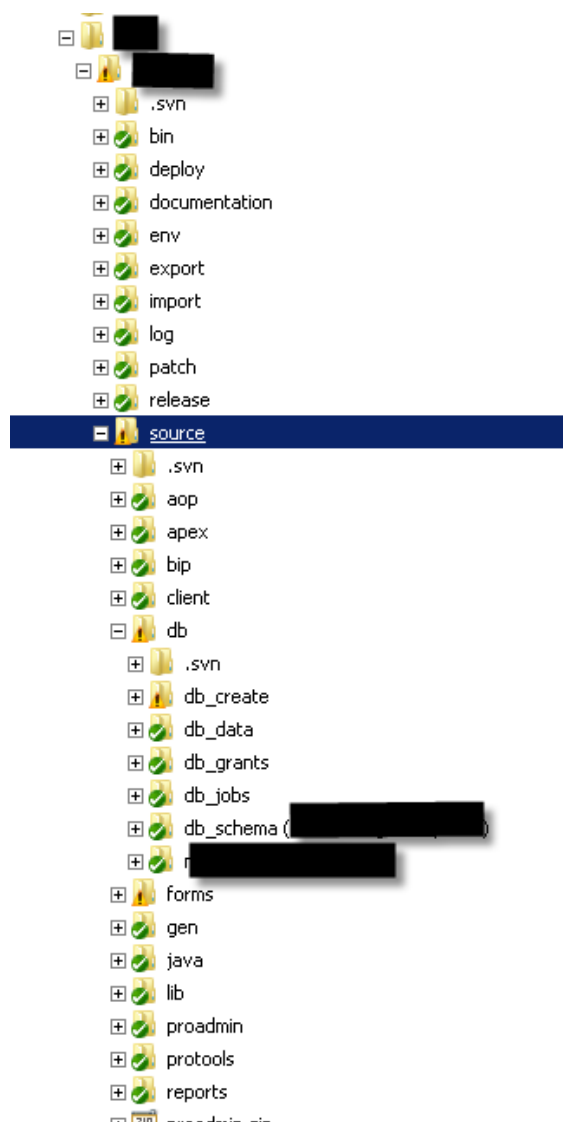 .svn
bin
deploy
documentation
env
export
import
log
patch
release
source
.svn
aop
apex
bip
client
db
.svn
db_create
db_data
db_grants
db_jobs
db_schema ( )
forms
gen
java
lib
proadmin
protools
reports